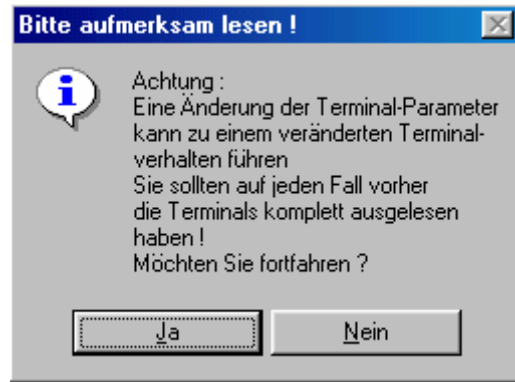 Bitte aufmerksam lesen !
Achtung :
Eine Änderung der Terminal-Parameter
kann zu einem veränderten Terminal-
verhalten führen
Sie sollten auf jeden Fall vorher
die Terminals komplett ausgelesen
haben !
Möchten Sie fortfahren ?
Ja Nein